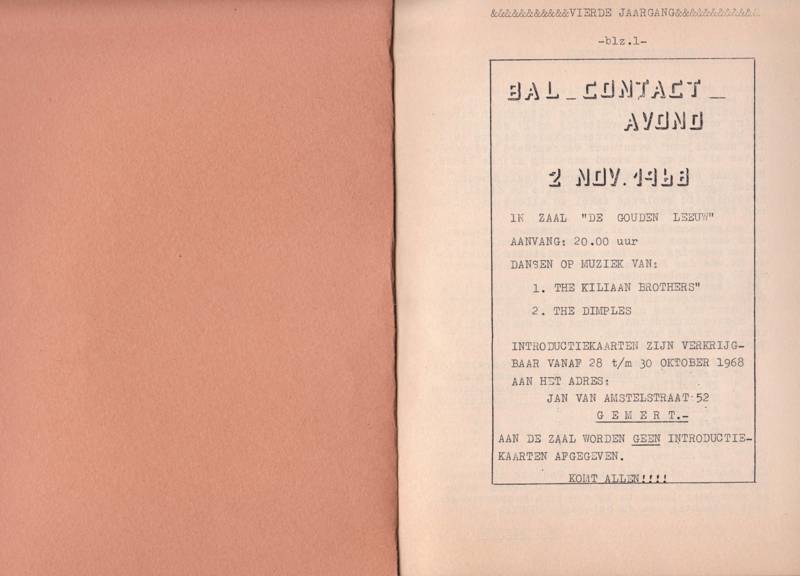 &&&&&&&&&&&VIERDE JAARGANG&&&&&&&&&&&&
-blz.1-
BAL_CONTACT_
AVOND
2 NOV.1968
IN ZAAL "DE GOUDEN LEEUW"
AANVANG: 20.00 uur
DANSEN OP MUZIEK VAN:
1. THE KILIAAN BROTHERS"
2. THE DIMPLES
INTRODUCTIEKAARTEN ZIJN VERKRIJG-
BAAR VANAF 28 t/m 30 OKTOBER 1968
AAN HET ADRES:
JAN VAN AMSTELSTRAAT 52
G E M E R T.-
AAN DE ZAAL WORDEN GEEN INTRODUCTIE-
KAARTEN AFGEGEVEN.
KOMT ALLEN!!!!